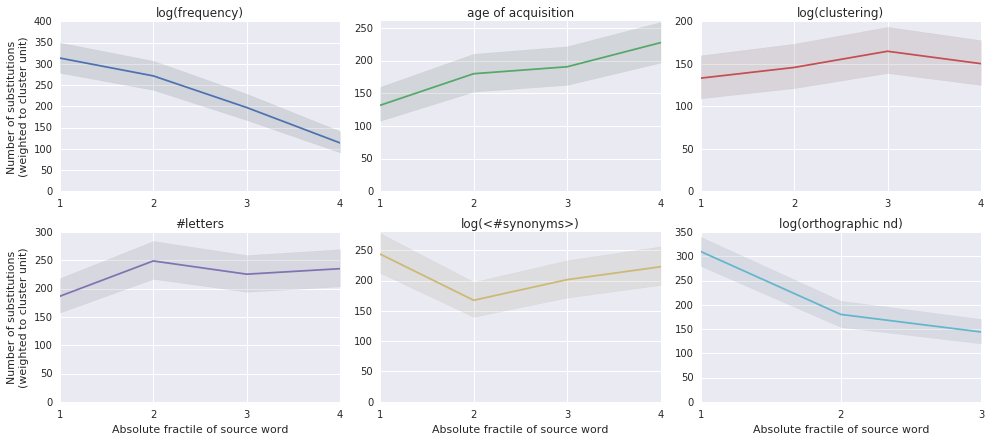 log(frequency)
400
350
300
250
200
150
100
50
0
1 2 3 4
Number of substitutions
(weighted to cluster unit)
age of acquisition
250
200
150
100
50
0
1 2 3 4
log(clustering)
200
150
100
50
0
1 2 3 4
#letters
300
250
200
150
100
50
0
1 2 3 4
Number of substitutions
(weighted to cluster unit)
Absolute fractile of source word
log(<#synonyms>)
250
200
150
100
50
0
1 2 3 4
Absolute fractile of source word
log(orthographic nd)
350
300
250
200
150
100
50
0
1 2 3
Absolute fractile of source word